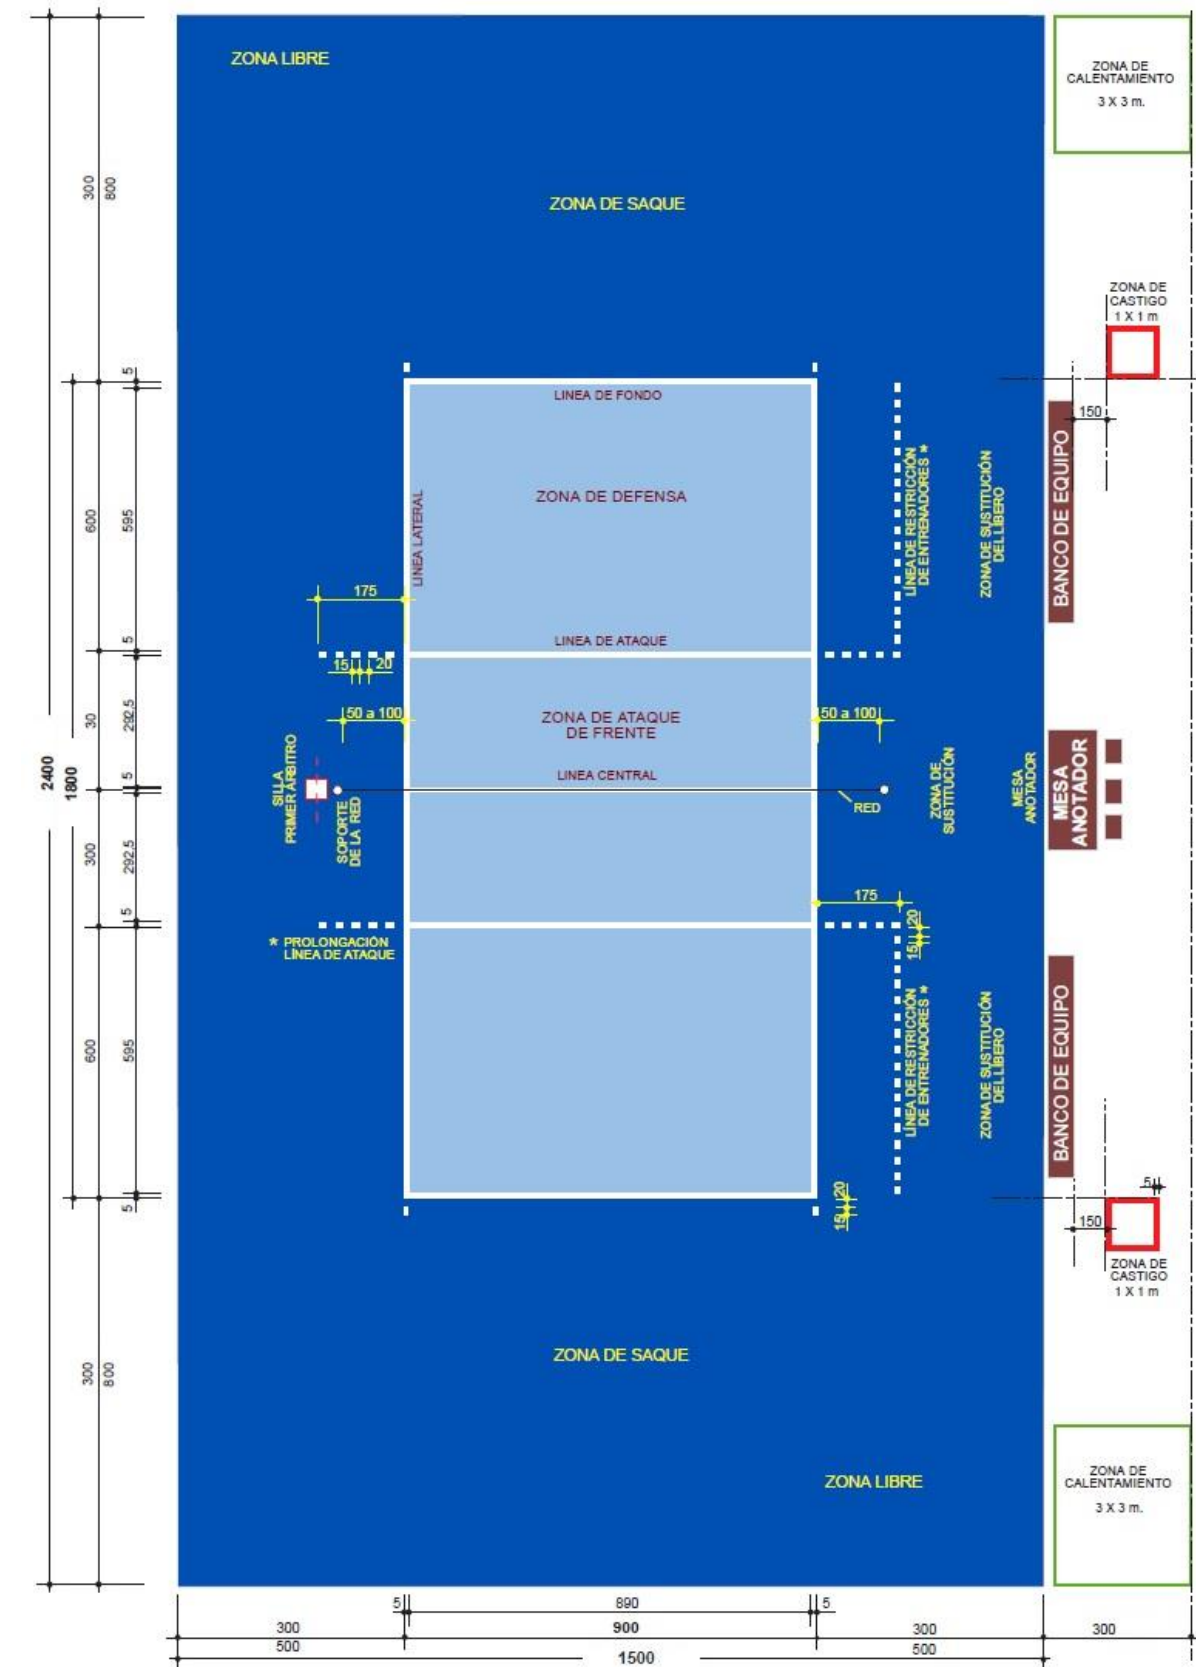 ZONA LIBRE
ZONA DE
CALENTAMIENTO
3 X 3 m.
300
800
ZONA DE SAQUE
ZONA DE
CASTIGO
1 X 1 m
5
LINEA DE FONDO
150
BANCO DE EQUIPO
LÍNEA DE RESTRICCIÓN
DE ENTRENADORES *
ZONA DE SUSTITUCIÓN
DEL LÍBERO
ZONA DE DEFENSA
LINEA LATERAL
600
595
175
LINEA DE ATAQUE
5
15
20
50 a 100
ZONA DE ATAQUE
DE FRENTE
50 a 100
30
292,5
2400
1800
LINEA CENTRAL
5
SILLA
PRIMER ÁRBITRO
SOPORTE
DE LA RED
RED
ZONA DE
SUSTITUCIÓN
MESA
ANOTADOR
MESA
ANOTADOR
300
292,5
175
5
20
15
* PROLONGACIÓN
LÍNEA DE ATAQUE
BANCO DE EQUIPO
LÍNEA DE RESTRICCIÓN
DE ENTRENADORES *
ZONA DE SUSTITUCIÓN
DEL LÍBERO
600
595
5
20
15
5
150
ZONA DE
CASTIGO
1 X 1 m
ZONA DE SAQUE
300
800
ZONA LIBRE
ZONA DE
CALENTAMIENTO
3 X 3 m.
5
890
5
300
900
300
300
500
500
1500